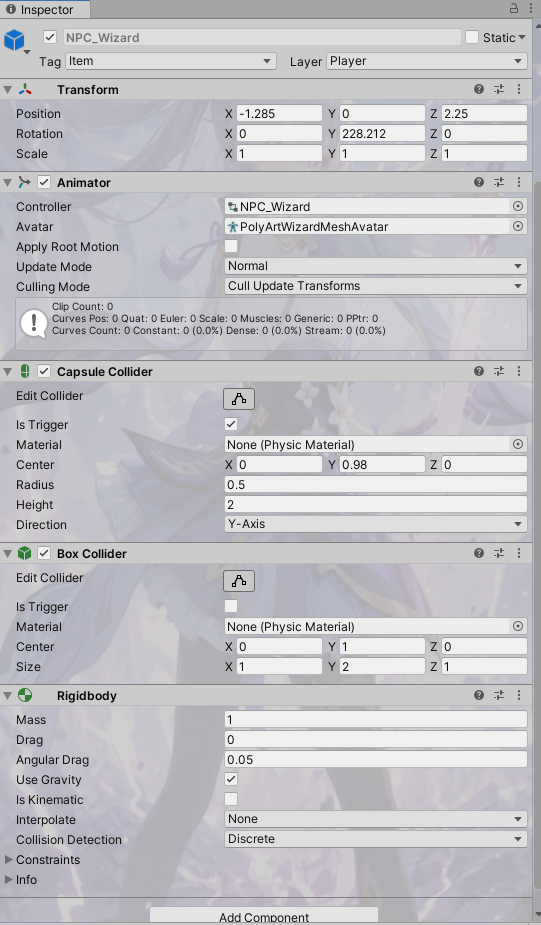 Inspector
NPC_Wizard Static
Tag Item Layer Player
Transform
Position X -1.285 Y 0 Z 2.25
Rotation X 0 Y 228.212 Z 0
Scale X 1 Y 1 Z 1
Animator
Controller NPC_Wizard
Avatar PolyArtWizardMeshAvatar
Apply Root Motion
Update Mode Normal
Culling Mode Cull Update Transforms
Clip Count: 0
Curves Pos: 0 Quat: 0 Euler: 0 Scale: 0 Muscles: 0 Generic: 0 PPtr: 0
Curves Count: 0 Constant: 0 (0.0%) Dense: 0 (0.0%) Stream: 0 (0.0%)
Capsule Collider
Edit Collider
Is Trigger
Material None (Physic Material)
Center X 0 Y 0.98 Z 0
Radius 0.5
Height 2
Direction Y-Axis
Box Collider
Edit Collider
Is Trigger
Material None (Physic Material)
Center X 0 Y 1 Z 0
Size X 1 Y 2 Z 1
Rigidbody
Mass 1
Drag 0
Angular Drag 0.05
Use Gravity
Is Kinematic
Interpolate None
Collision Detection Discrete
Constraints
Info
Add Component